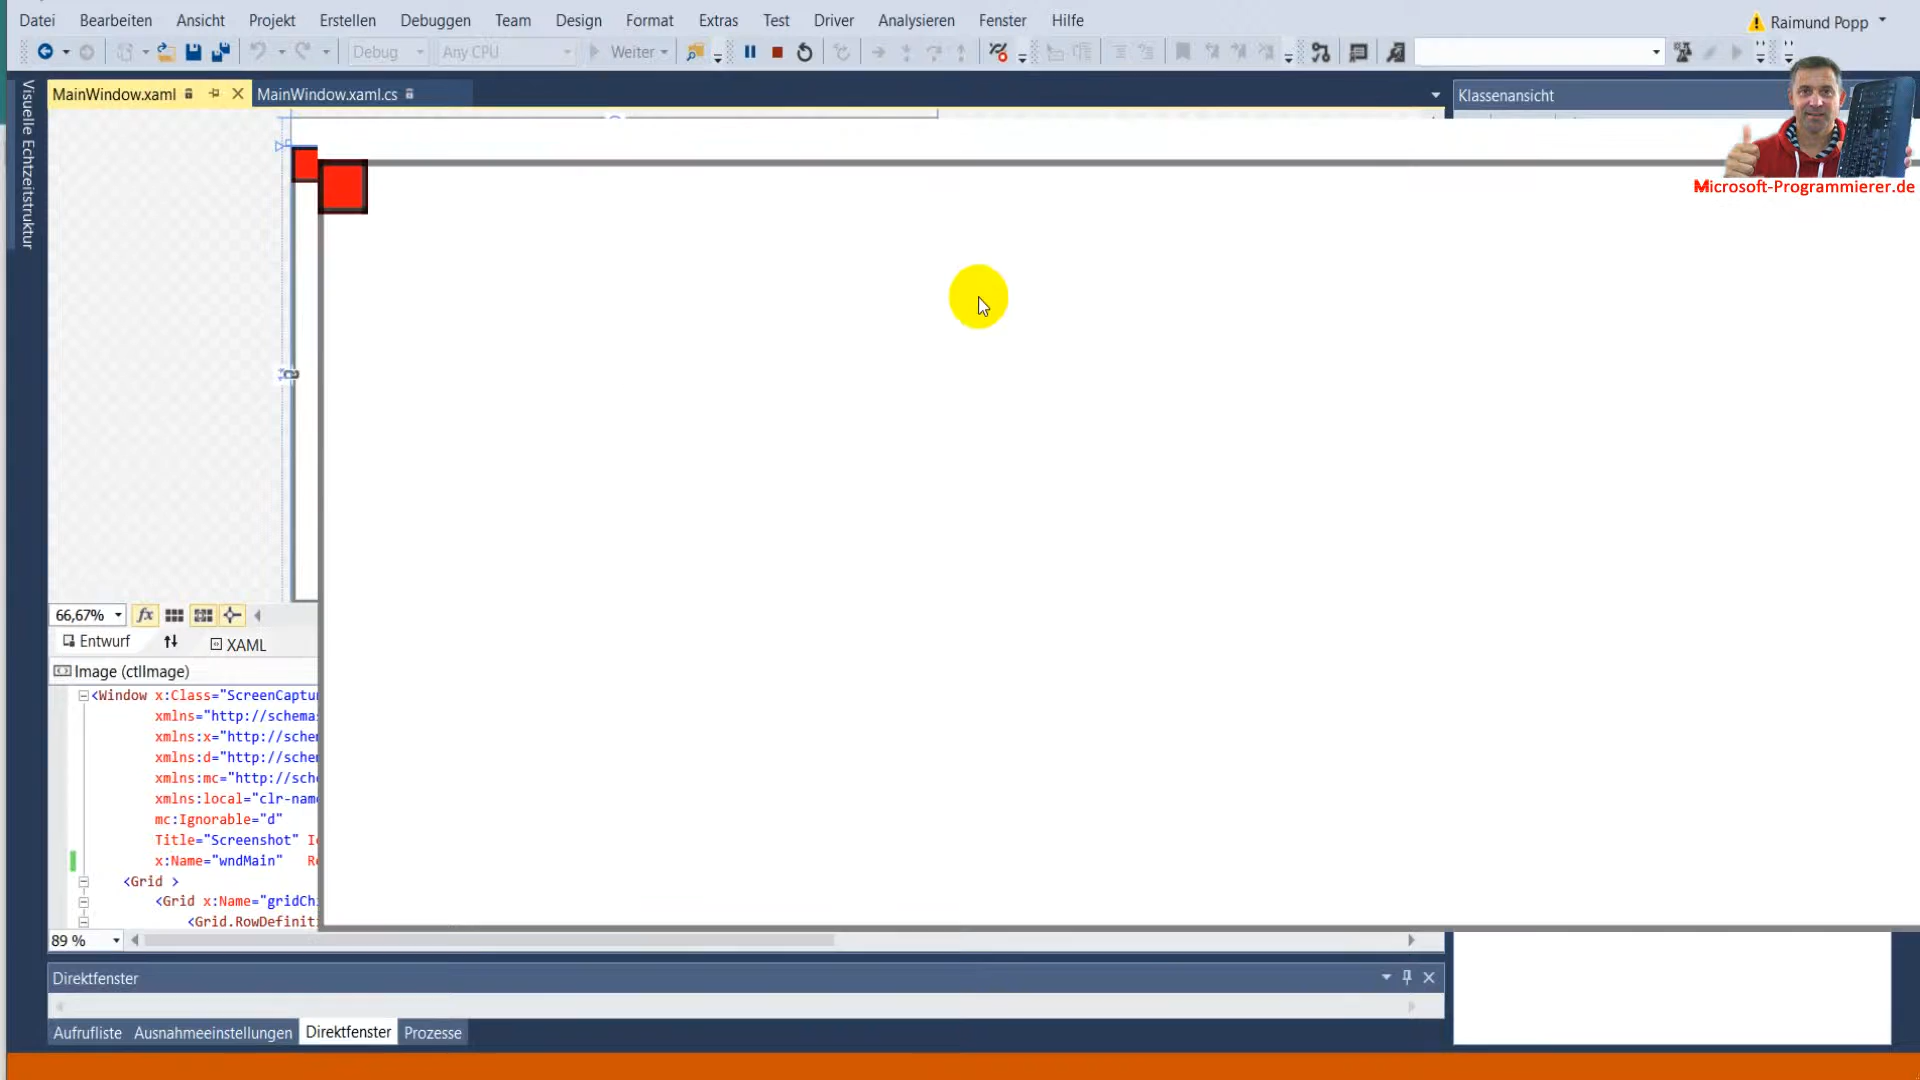 Datei Bearbeiten Ansicht Projekt Erstellen Debuggen Team Design Format Extras Test Driver Analysieren Fenster Hilfe
Raimund Popp
Debug Any CPU Weiter
MainWindow.xaml MainWindow.xaml.cs
Klassenansicht
Visuelle Echtzeitstruktur
Microsoft-Programmierer.de
66,67% fx
Entwurf XAML
Image (ctlImage)
<Window x:Class="ScreenCaptu
xmlns="http://schema
xmlns:x="http://sche
xmlns:d="http://sche
xmlns:mc="http://sch
xmlns:local="clr-nam
mc:Ignorable="d"
Title="Screenshot" I
x:Name="wndMain" R
<Grid >
<Grid x:Name="gridCh
<Grid.RowDefinit
89 %
Direktfenster
Aufrufliste Ausnahmeeinstellungen Direktfenster Prozesse